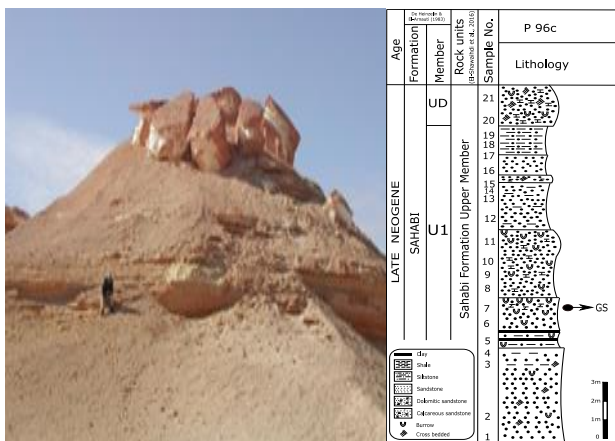 Age
Formation
De Heinzelin & El-Arnauti (1983)
Member
Rock units
(El-Shawaihdi et al., 2016)
Sample No.
P 96c
Lithology
LATE NEOGENE
SAHABI
UD
U1
Sahabi Formation Upper Member
21
20
19
18
17
16
15
14
13
12
11
10
9
8
7
6
5
4
3
2
1
GS
Clay
Shale
Siltstone
Sandstone
Dolomitic sandstone
Calcareous sandstone
Burrow
Cross bedded
3m
2
1
0